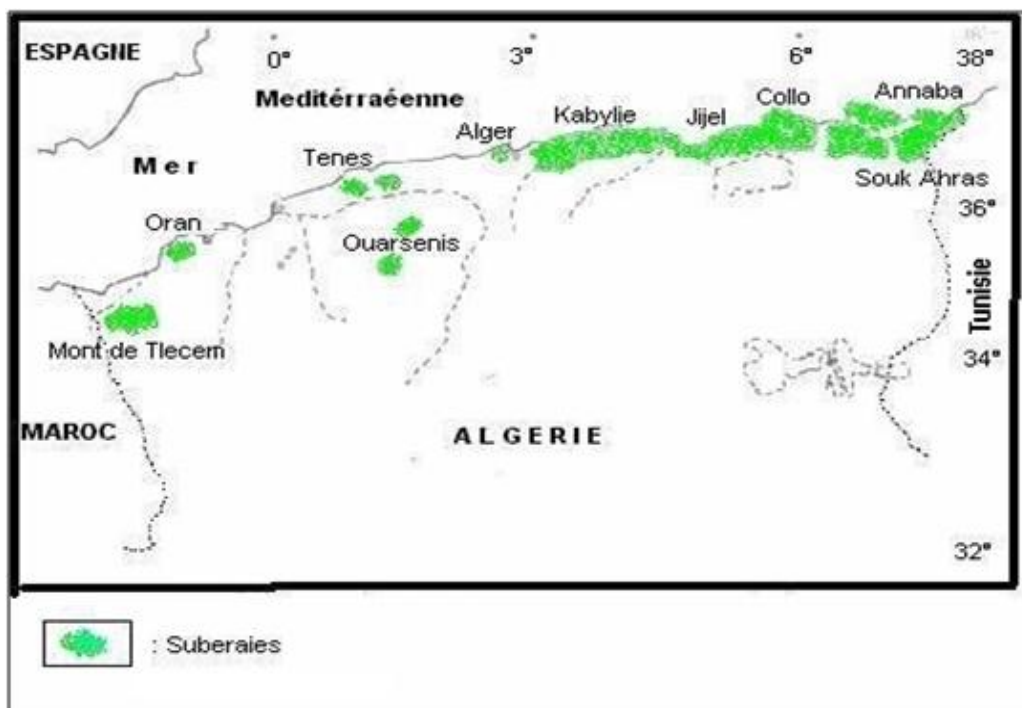 ESPAGNE
0°
3°
6°
38°
Meditérraéenne
Mer
Tenes
Alger
Kabylie
Jijel
Collo
Annaba
Souk Ahras
Oran
Ouarsenis
36°
Tunisie
Mont de Tlecem
34°
MAROC
ALGERIE
32°
: Suberaies